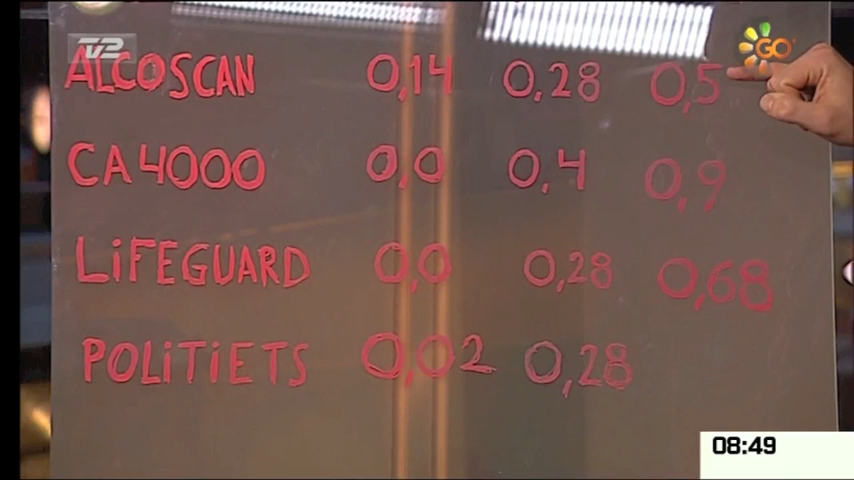 TV2
GO
ALCOSCAN 0,14 0,28 0,5
CA4000 0,0 0,4 0,9
LiFEGUARD 0,0 0,28 0,68
POLiTiETS 0,02 0,28
08:49